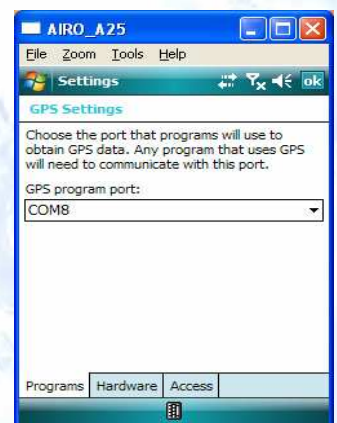 AIRO_A25
File Zoom Tools Help
Settings ok
GPS Settings
Choose the port that programs will use to
obtain GPS data. Any program that uses GPS
will need to communicate with this port.
GPS program port:
COM8
Programs Hardware Access